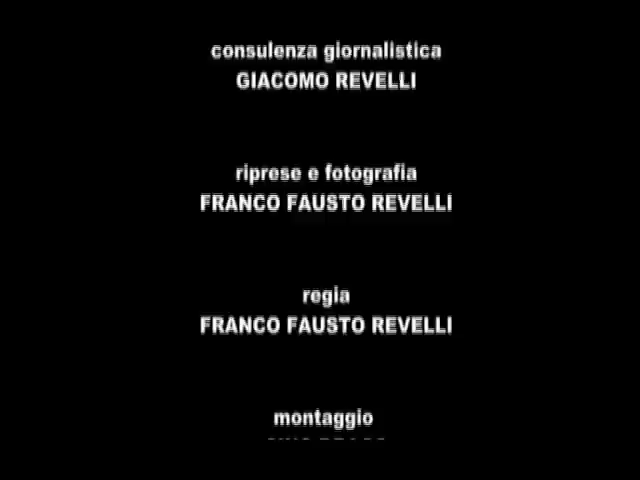 consulenza giornalistica
GIACOMO REVELLI
riprese e fotografia
FRANCO FAUSTO REVELLI
regia
FRANCO FAUSTO REVELLI
montaggio